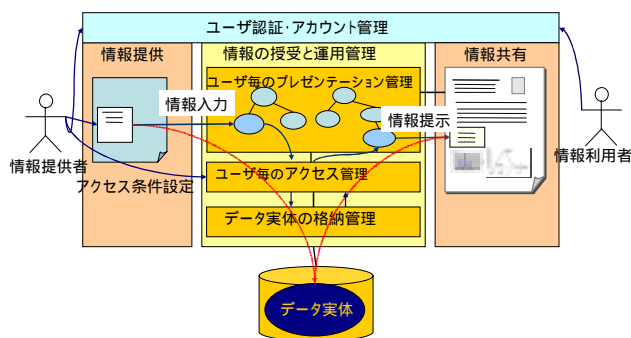 ユーザ認証・アカウント管理
情報提供
情報の授受と運用管理
情報共有
ユーザ毎のプレゼンテーション管理
情報入力
情報提示
情報提供者
情報利用者
アクセス条件設定
ユーザ毎のアクセス管理
データ実体の格納管理
データ実体